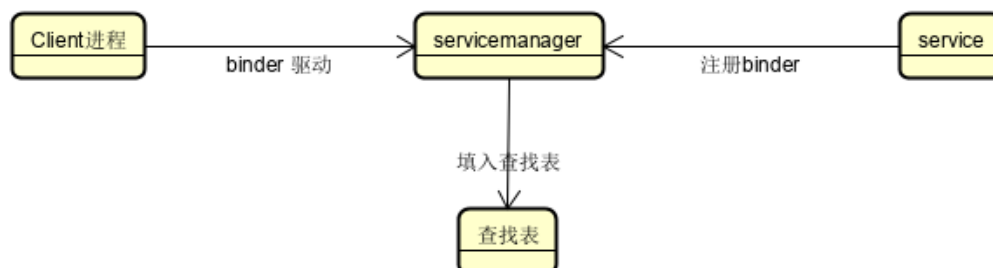 Client进程
servicemanager
service
binder 驱动
注册binder
填入查找表
查找表